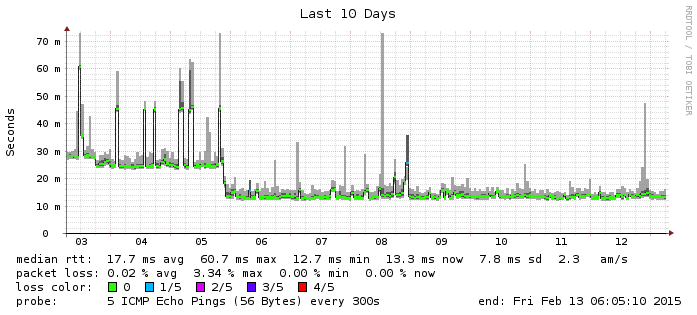 Last 10 Days
RRDTOOL / TOBI OETIKER
Seconds
70 m
60 m
50 m
40 m
30 m
20 m
10 m
0
03 04 05 06 07 08 09 10 11 12
median rtt: 17.7 ms avg 60.7 ms max 12.7 ms min 13.3 ms now 7.8 ms sd 2.3 am/s
packet loss: 0.02 % avg 3.34 % max 0.00 % min 0.00 % now
loss color: 0 1/5 2/5 3/5 4/5
probe: 5 ICMP Echo Pings (56 Bytes) every 300s end: Fri Feb 13 06:05:10 2015